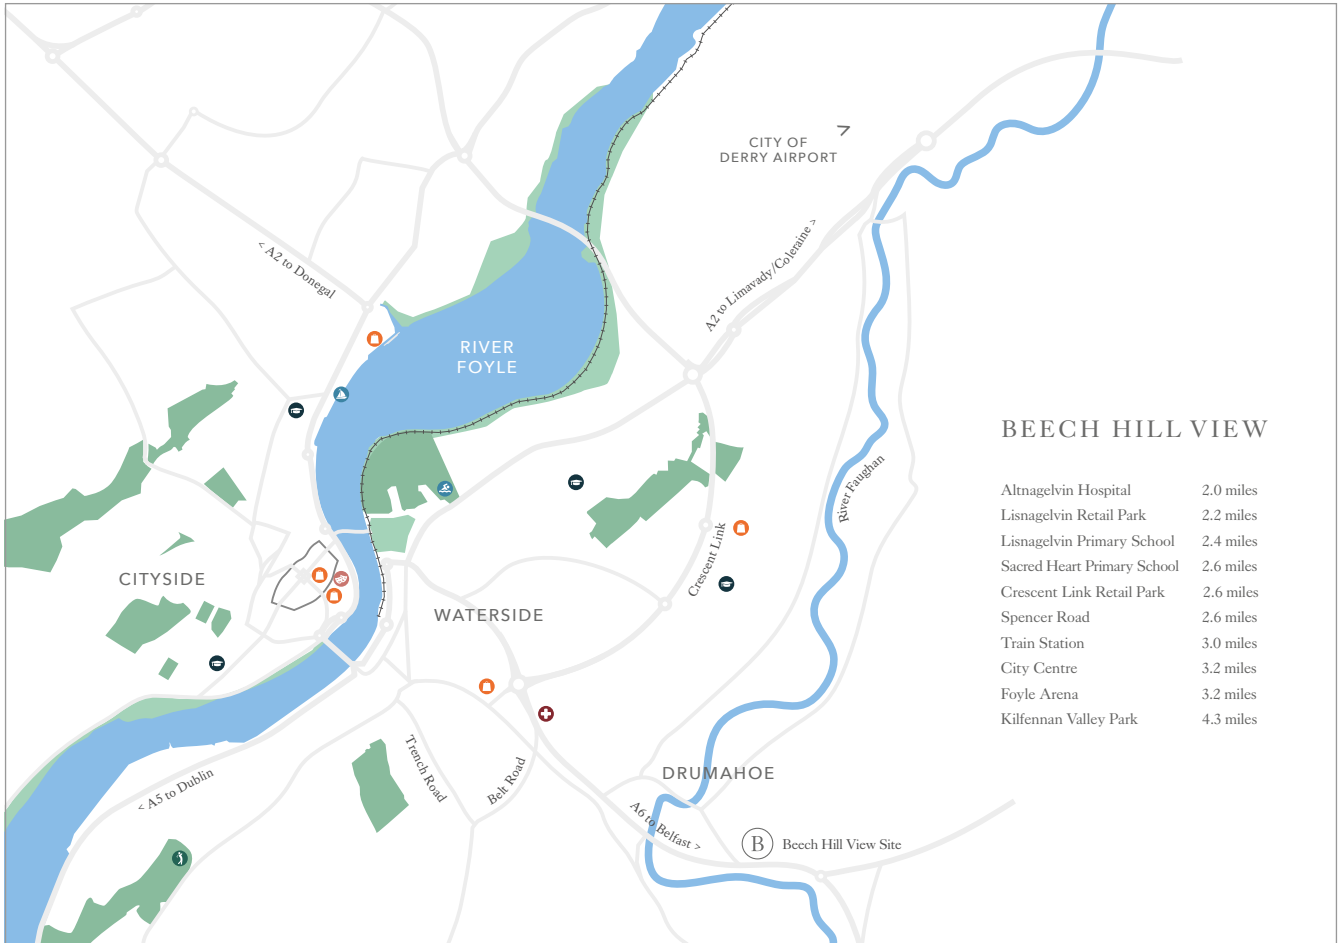 CITY OF
DERRY AIRPORT
>
< A2 to Donegal
A2 to Limavady/Coleraine >
RIVER
FOYLE
BEECH HILL VIEW
River Faughan
Altnagelvin Hospital 2.0 miles
Lisnagelvin Retail Park 2.2 miles
Lisnagelvin Primary School 2.4 miles
Sacred Heart Primary School 2.6 miles
Crescent Link Retail Park 2.6 miles
Spencer Road 2.6 miles
Train Station 3.0 miles
City Centre 3.2 miles
Foyle Arena 3.2 miles
Kilfennan Valley Park 4.3 miles
Crescent Link
CITYSIDE
WATERSIDE
Trench Road
Belt Road
< A5 to Dublin
DRUMAHOE
A6 to Belfast >
B Beech Hill View Site